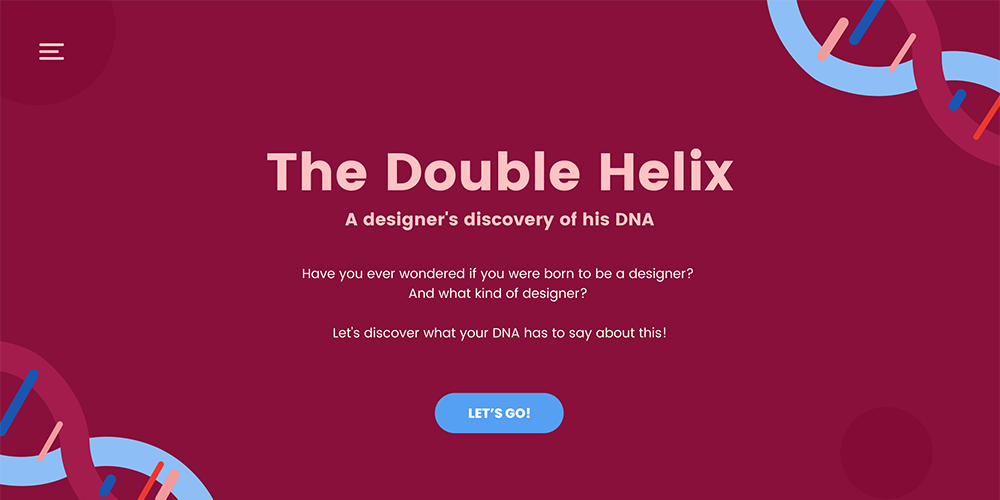 The Double Helix
A designer's discovery of his DNA
Have you ever wondered if you were born to be a designer?
And what kind of designer?
Let's discover what your DNA has to say about this!
LET’S GO!